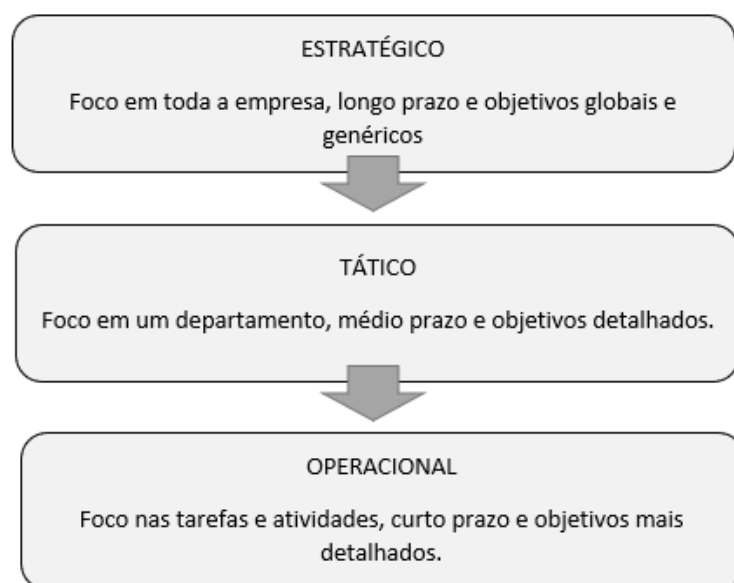 ESTRATÉGICO
Foco em toda a empresa, longo prazo e objetivos globais e
genéricos
TÁTICO
Foco em um departamento, médio prazo e objetivos detalhados.
OPERACIONAL
Foco nas tarefas e atividades, curto prazo e objetivos mais
detalhados.